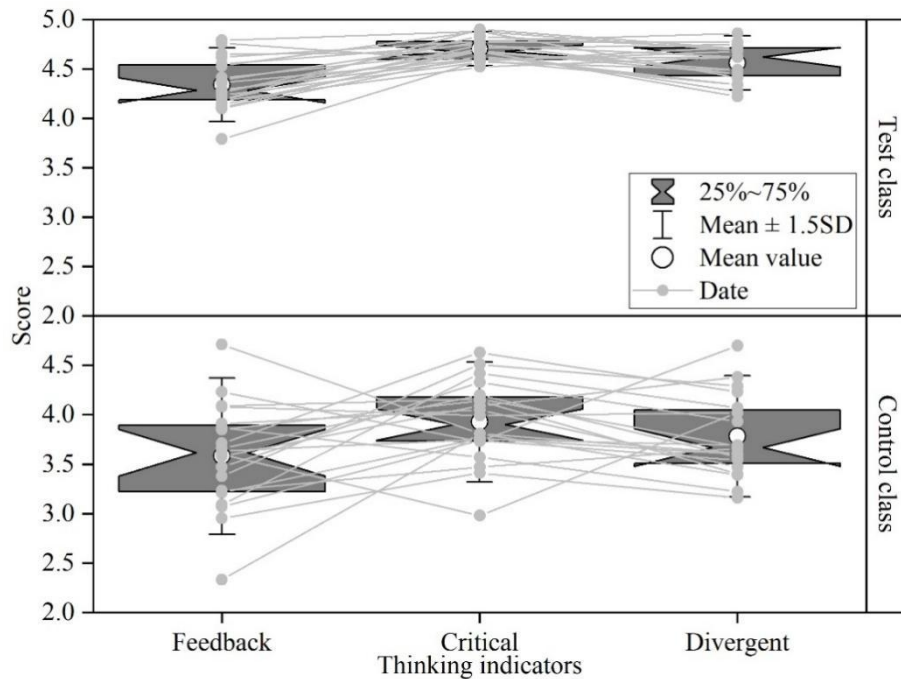 5.0
4.5
4.0
3.5
3.0
2.5
2.0
4.5
4.0
3.5
3.0
2.5
2.0
Score
25%~75%
Mean ± 1.5SD
Mean value
Date
Test class
Control class
Feedback Critical Divergent
Thinking indicators